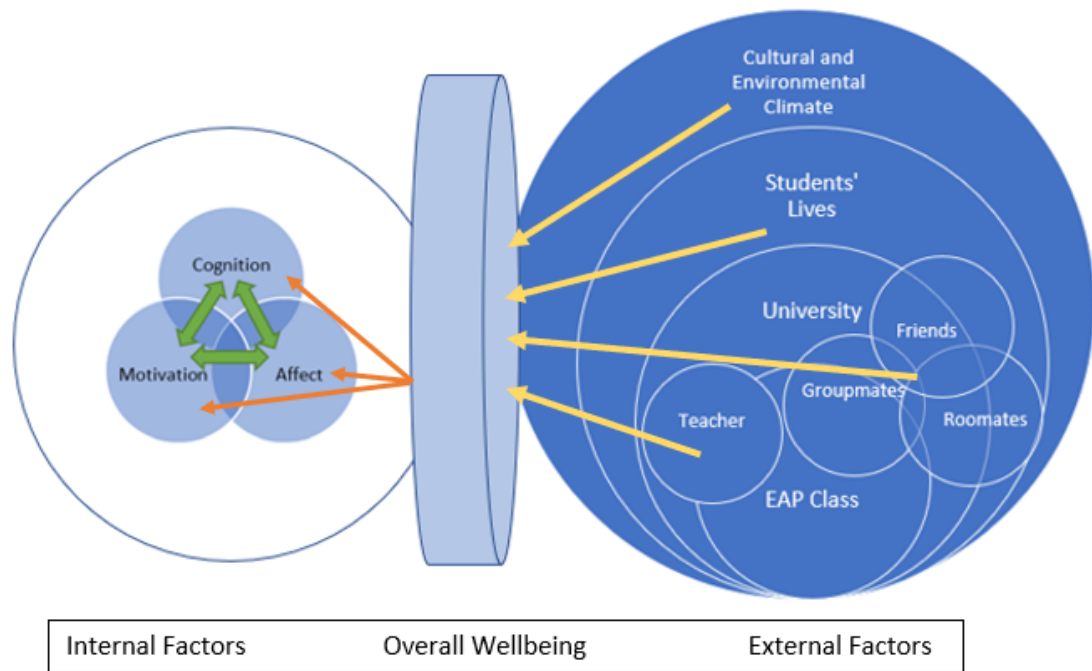 Cultural and
Environmental
Climate
Students'
Lives
University
Friends
Groupmates
Roomates
Teacher
EAP Class
Cognition
Motivation
Affect
Internal Factors
Overall Wellbeing
External Factors